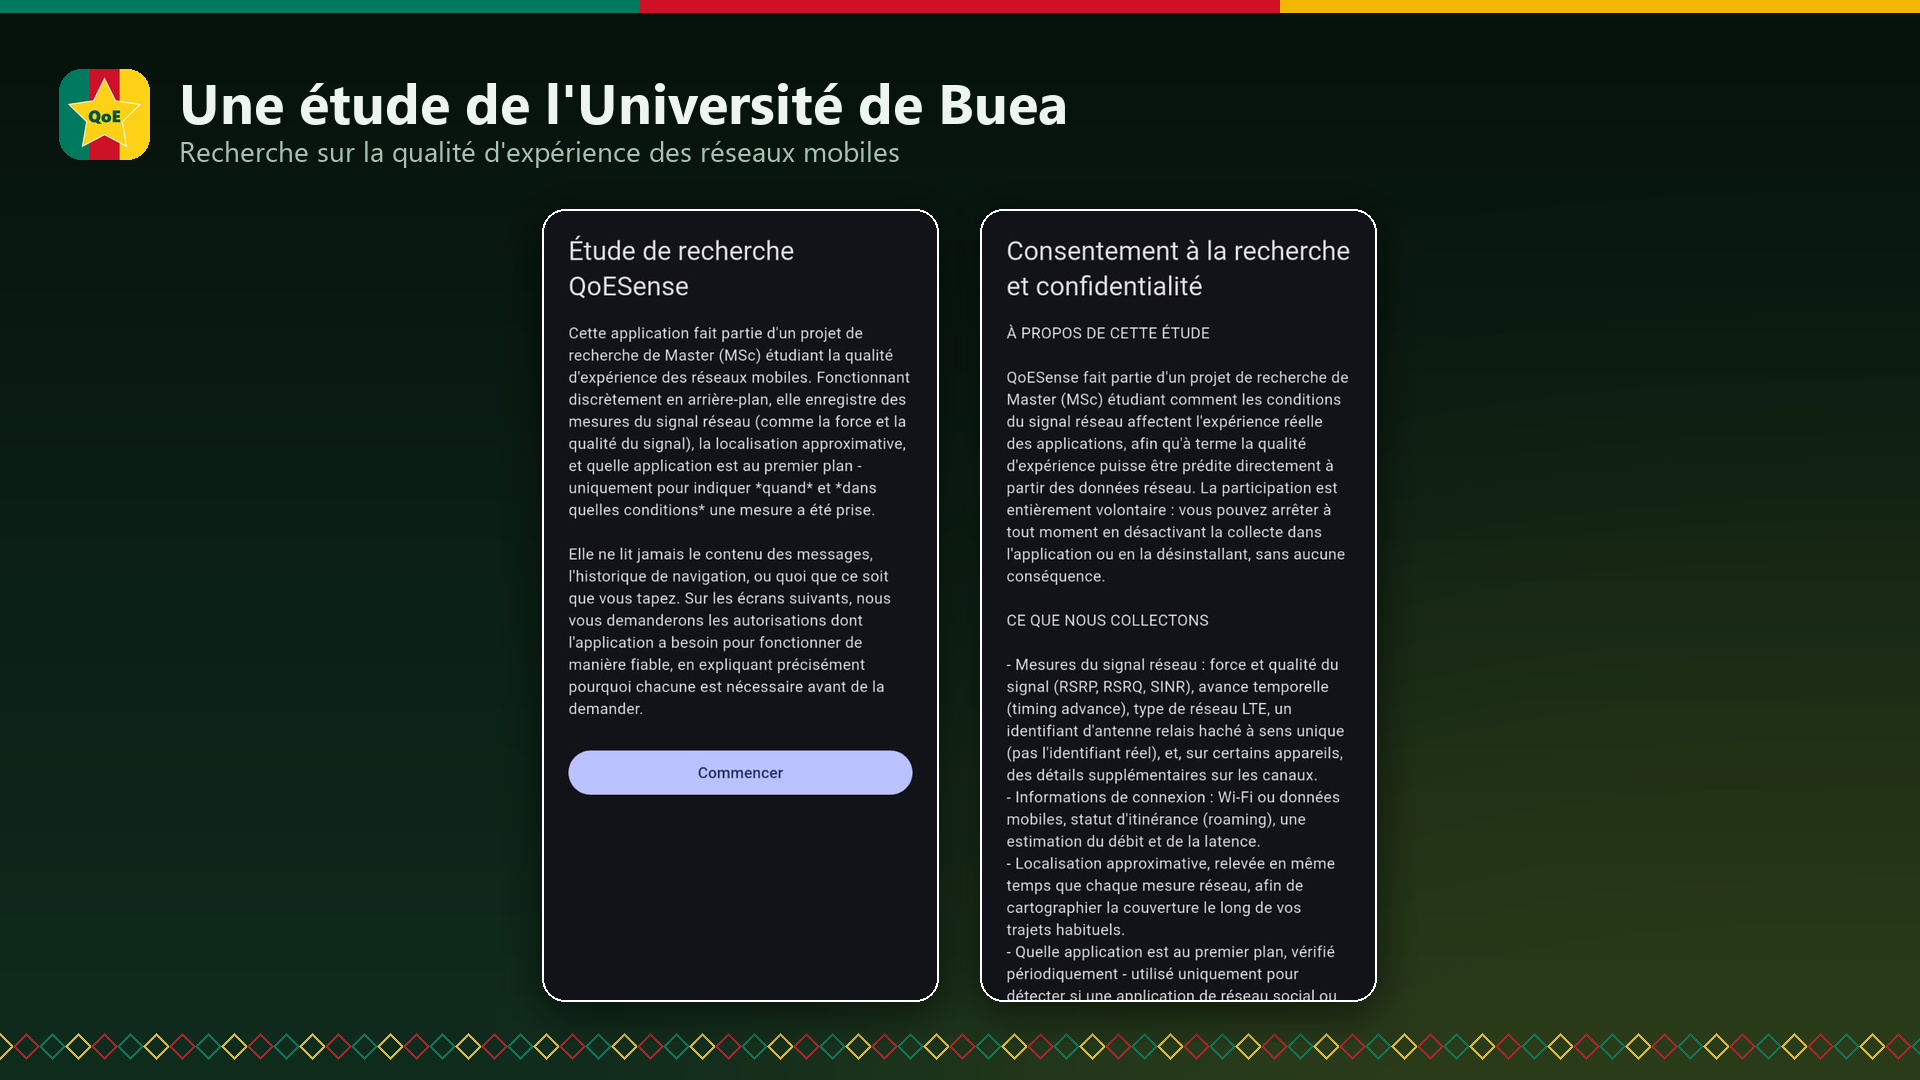 QoE
Une étude de l'Université de Buea
Recherche sur la qualité d'expérience des réseaux mobiles
Étude de recherche
QoESense
Cette application fait partie d'un projet de
recherche de Master (MSc) étudiant la qualité
d'expérience des réseaux mobiles. Fonctionnant
discrètement en arrière-plan, elle enregistre des
mesures du signal réseau (comme la force et la
qualité du signal), la localisation approximative,
et quelle application est au premier plan -
uniquement pour indiquer *quand* et *dans
quelles conditions* une mesure a été prise.
Elle ne lit jamais le contenu des messages,
l'historique de navigation, ou quoi que ce soit
que vous tapez. Sur les écrans suivants, nous
vous demanderons les autorisations dont
l'application a besoin pour fonctionner de
manière fiable, en expliquant précisément
pourquoi chacune est nécessaire avant de la
demander.
Commencer
Consentement à la recherche
et confidentialité
À PROPOS DE CETTE ÉTUDE
QoESense fait partie d'un projet de recherche de
Master (MSc) étudiant comment les conditions
du signal réseau affectent l'expérience réelle
des applications, afin qu'à terme la qualité
d'expérience puisse être prédite directement à
partir des données réseau. La participation est
entièrement volontaire : vous pouvez arrêter à
tout moment en désactivant la collecte dans
l'application ou en la désinstallant, sans aucune
conséquence.
CE QUE NOUS COLLECTONS
- Mesures du signal réseau : force et qualité du
signal (RSRP, RSRQ, SINR), avance temporelle
(timing advance), type de réseau LTE, un
identifiant d'antenne relais haché à sens unique
(pas l'identifiant réel), et, sur certains appareils,
des détails supplémentaires sur les canaux.
- Informations de connexion : Wi-Fi ou données
mobiles, statut d'itinérance (roaming), une
estimation du débit et de la latence.
- Localisation approximative, relevée en même
temps que chaque mesure réseau, afin de
cartographier la couverture le long de vos
trajets habituels.
- Quelle application est au premier plan, vérifié
périodiquement - utilisé uniquement pour
détecter si une application de réseau social ou